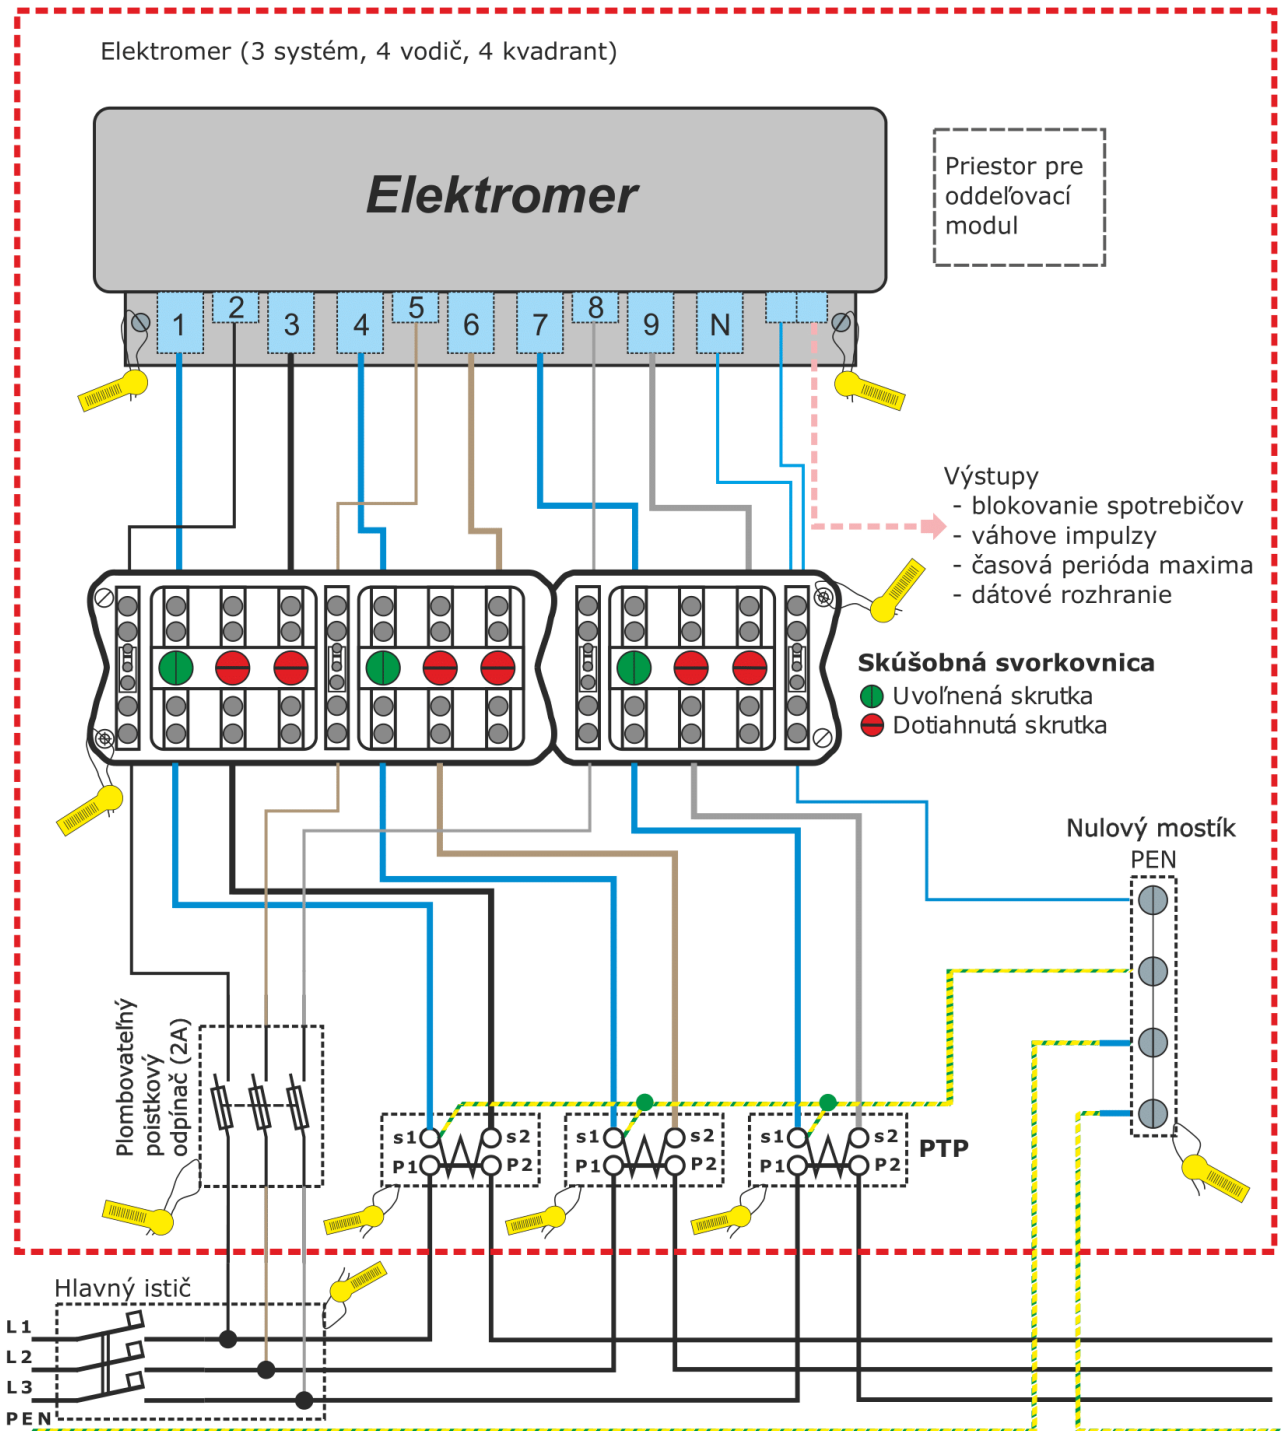 Elektromer (3 systém, 4 vodič, 4 kvadrant)
Elektromer
Priestor pre
oddeľovací
modul
1
2
3
4
5
6
7
8
9
N
Výstupy
- blokovanie spotrebičov
- váhove impulzy
- časová perióda maxima
- dátové rozhranie
Skúšobná svorkovnica
Uvoľnená skrutka
Dotiahnutá skrutka
Nulový mostík
PEN
Plombovateľný
poistkový
odpínač (2A)
s1
s2
P1
P2
s1
s2
P1
P2
s1
s2
P1
P2
PTP
Hlavný istič
L1
L2
L3
PEN